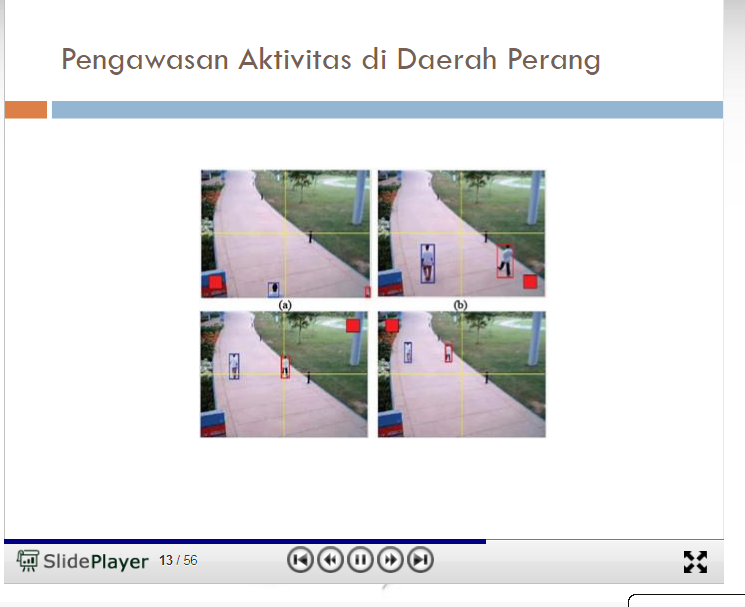 Pengawasan Aktivitas di Daerah Perang
(a)
(b)
SlidePlayer
13 / 56